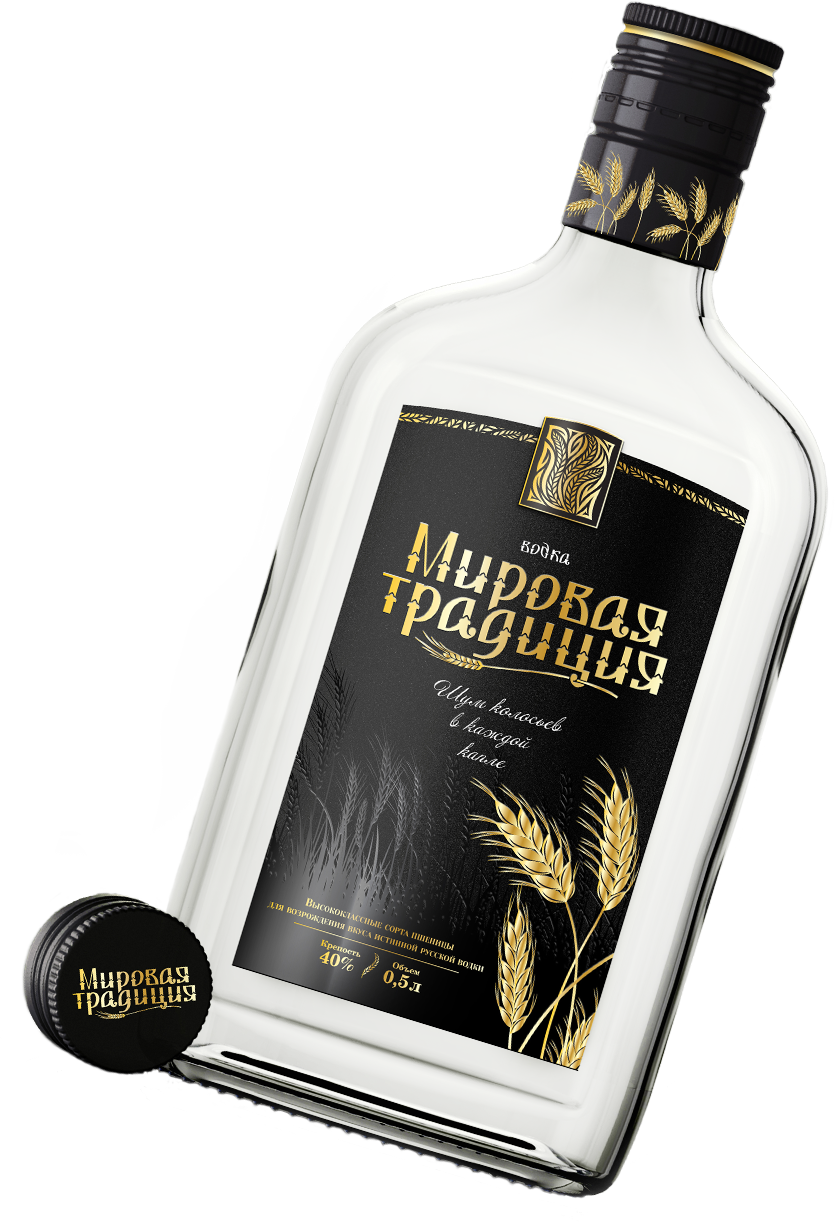 водка
Мировая
традиция
Шум колосьев
в каждой
капле
Высококлассные сорта пшеницы
для возрождения вкуса истинной русской водки
Крепость
40%
Объем
0,5л
Мировая
традиция